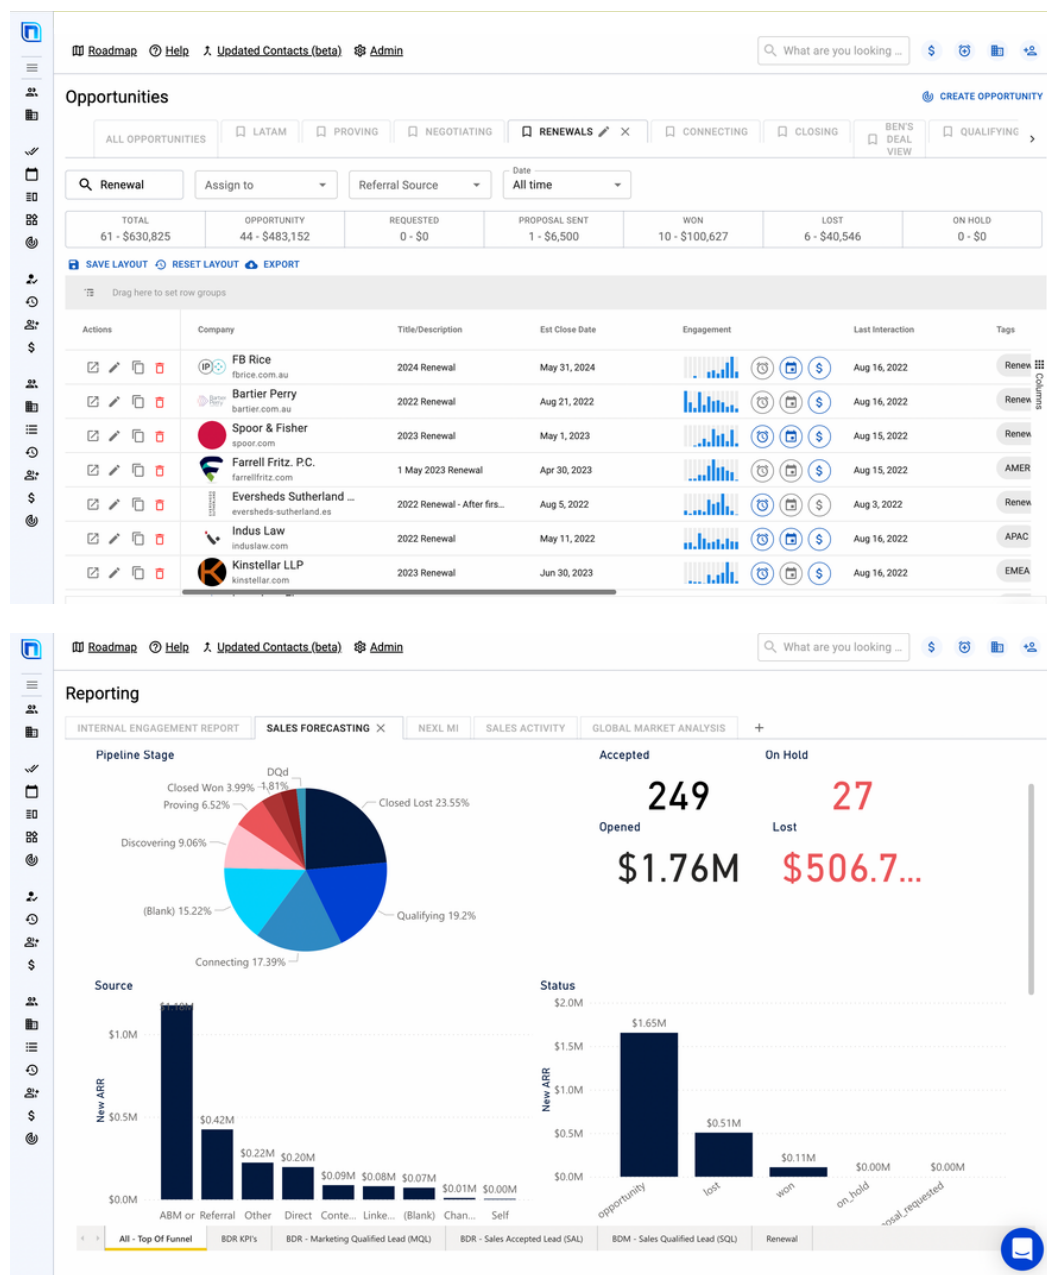 Roadmap Help Updated Contacts (beta) Admin What are you looking ...
Opportunities CREATE OPPORTUNITY
ALL OPPORTUNITIES LATAM PROVING NEGOTIATING RENEWALS CONNECTING CLOSING BEN'S DEAL VIEW QUALIFYING
Date
Renewal Assign to Referral Source All time
TOTAL OPPORTUNITY REQUESTED PROPOSAL SENT WON LOST ON HOLD
61 - $630,825 44 - $483,152 0 - $0 1 - $6,500 10 - $100,627 6 - $40,546 0 - $0
SAVE LAYOUT RESET LAYOUT EXPORT
Drag here to set row groups
Actions Company Title/Description Est Close Date Engagement Last Interaction Tags
Columns
IP FB Rice 2024 Renewal May 31, 2024 Aug 16, 2022 Renew
fbrice.com.au
Bartier Perry 2022 Renewal Aug 21, 2022 Aug 16, 2022 Renew
bartier.com.au
Spoor & Fisher 2023 Renewal May 1, 2023 Aug 15, 2022 Renew
spoor.com
Farrell Fritz. P.C. 1 May 2023 Renewal Apr 30, 2023 Aug 15, 2022 AMER
farrellfritz.com
Eversheds Sutherland ... 2022 Renewal - After firs... Aug 5, 2022 Aug 3, 2022 Renew
eversheds-sutherland.es
Indus Law 2022 Renewal May 11, 2022 Aug 16, 2022 APAC
induslaw.com
Kinstellar LLP 2023 Renewal Jun 30, 2023 Aug 16, 2022 EMEA
kinstellar.com
Roadmap Help Updated Contacts (beta) Admin What are you looking ...
Reporting
INTERNAL ENGAGEMENT REPORT SALES FORECASTING NEXL MI SALES ACTIVITY GLOBAL MARKET ANALYSIS
Pipeline Stage
DQd
1.81%
Closed Won 3.99%
Closed Lost 23.55%
Proving 6.52%
Discovering 9.06%
(Blank) 15.22%
Qualifying 19.2%
Connecting 17.39%
Accepted On Hold
249 27
Opened Lost
$1.76M $506.7...
Source
New ARR
$1.0M
$0.5M
$0.0M
$1.18M $0.42M $0.22M $0.20M $0.09M $0.08M $0.07M $0.01M $0.00M
ABM or Referral Other Direct Conte... Linke... (Blank) Chan... Self
Status
New ARR
$2.0M
$1.5M
$1.0M
$0.5M
$0.0M
$1.65M $0.51M $0.11M $0.00M $0.00M
opportunity lost won on_hold posal_requested
All - Top Of Funnel BDR KPI's BDR - Marketing Qualified Lead (MQL) BDR - Sales Accepted Lead (SAL) BDM - Sales Qualified Lead (SQL) Renewal